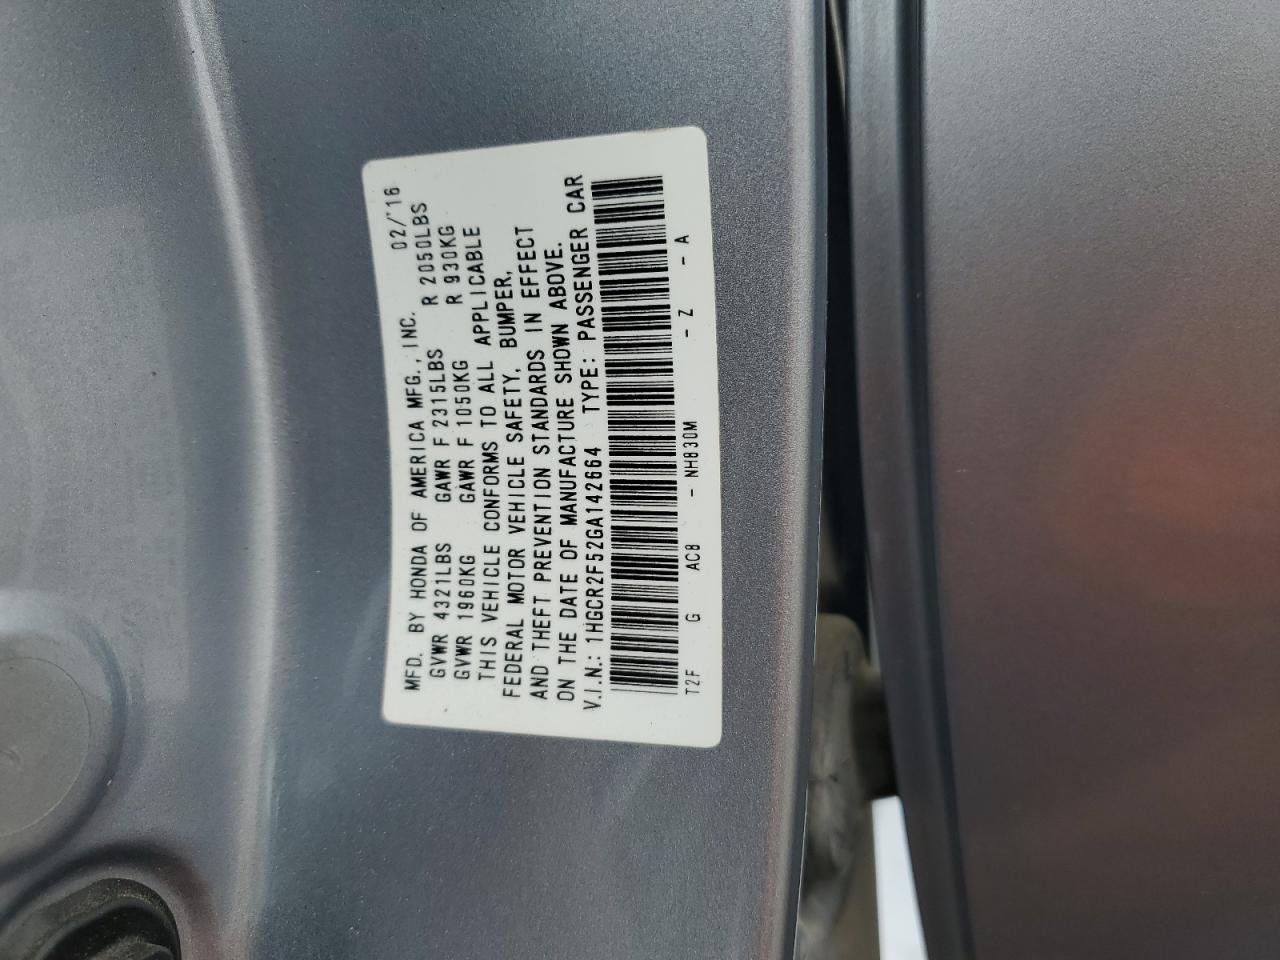 MFD. BY HONDA OF AMERICA MFG., INC. 02/'16
GVWR 4321LBS GAWR F 2315LBS R 2050LBS
GVWR 1960KG GAWR F 1050KG R 930KG
THIS VEHICLE CONFORMS TO ALL APPLICABLE
FEDERAL MOTOR VEHICLE SAFETY, BUMPER,
AND THEFT PREVENTION STANDARDS IN EFFECT
ON THE DATE OF MANUFACTURE SHOWN ABOVE.
V.I.N.: 1HGCR2F52GA142664 TYPE: PASSENGER CAR
T2F G AC8 - NH830M - Z - A